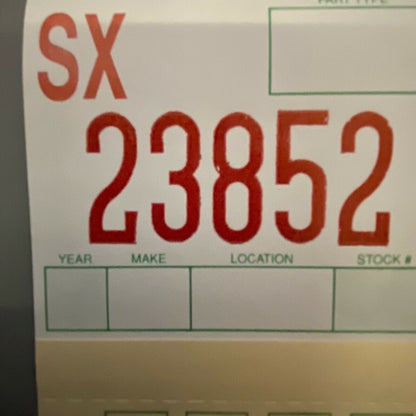 PART TYPE
SX
23852
YEAR MAKE LOCATION STOCK #